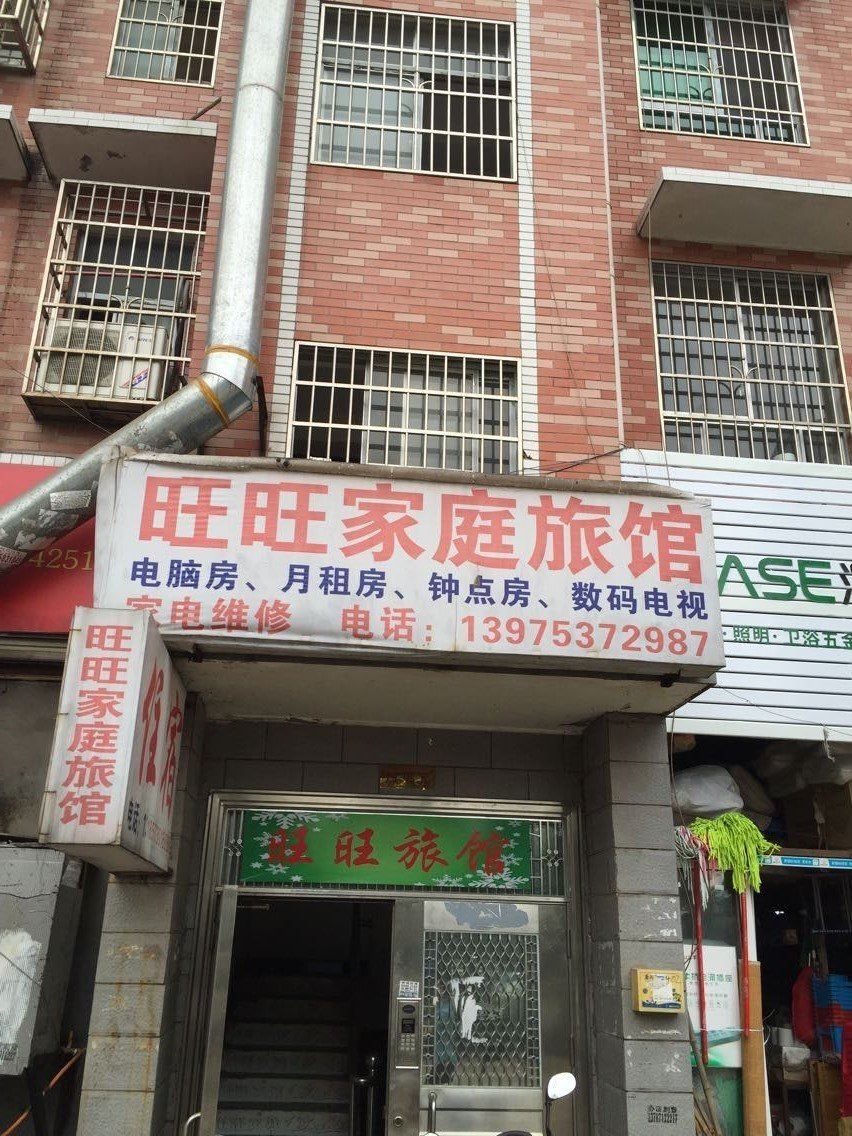 旺旺家庭旅馆
电脑房、月租房、钟点房、数码电视
家电维修 电话：13975372987
旺旺家庭旅馆
住宿
电话：
旺旺旅馆
4251
ASE
照明·卫浴五金